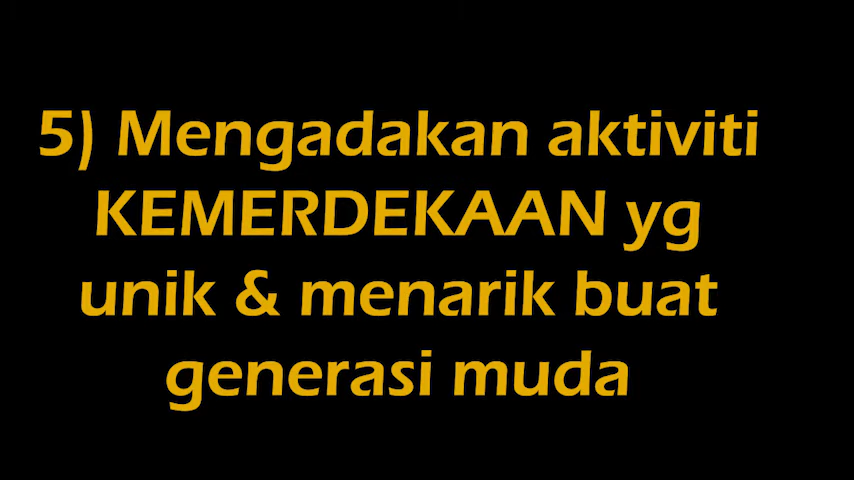 5) Mengadakan aktiviti
KEMERDEKAAN yg
unik & menarik buat
generasi muda